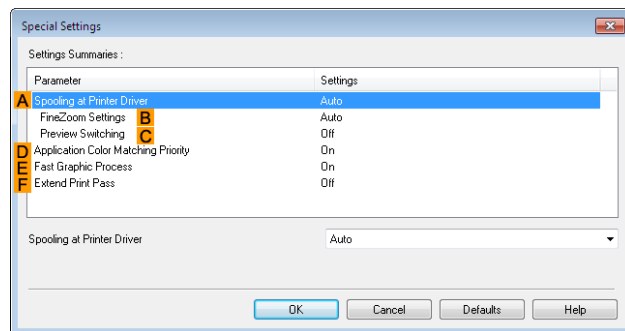 Special Settings
Settings Summaries :
Parameter Settings
A Spooling at Printer Driver Auto
FineZoom Settings B Auto
Preview Switching C Off
D Application Color Matching Priority On
E Fast Graphic Process On
F Extend Print Pass Off
Spooling at Printer Driver Auto
OK Cancel Defaults Help